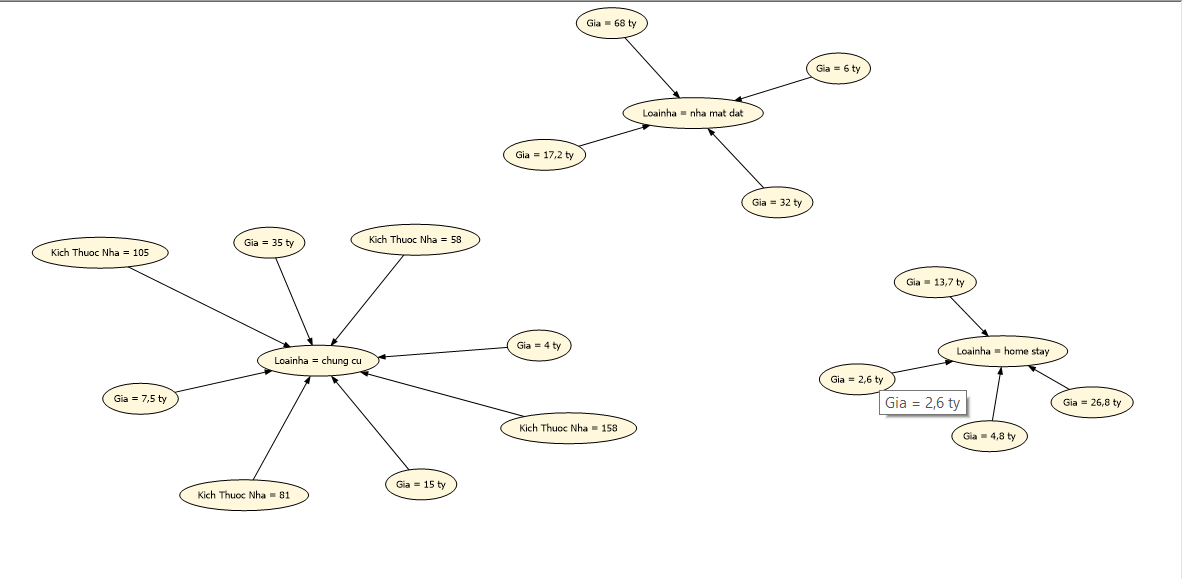 Gia = 68 ty
Gia = 6 ty
Loainha = nha mat dat
Gia = 17,2 ty
Gia = 32 ty
Kich Thuoc Nha = 105
Gia = 35 ty
Kich Thuoc Nha = 58
Gia = 13,7 ty
Gia = 4 ty
Loainha = home stay
Loainha = chung cu
Gia = 2,6 ty
Gia = 2,6 ty
Gia = 26,8 ty
Gia = 7,5 ty
Kich Thuoc Nha = 158
Gia = 4,8 ty
Gia = 15 ty
Kich Thuoc Nha = 81